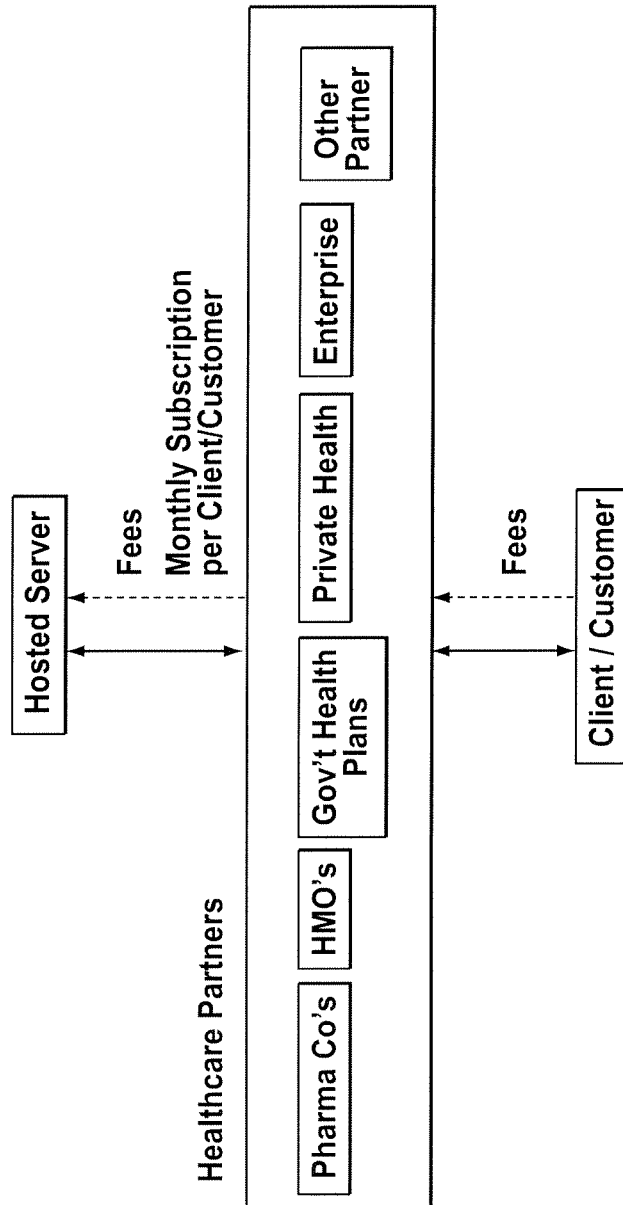 Hosted Server
Fees
Monthly Subscription
per Client/Customer
Healthcare Partners
Pharma Co's
HMO's
Gov't Health
Plans
Private Health
Enterprise
Other
Partner
Fees
Client / Customer